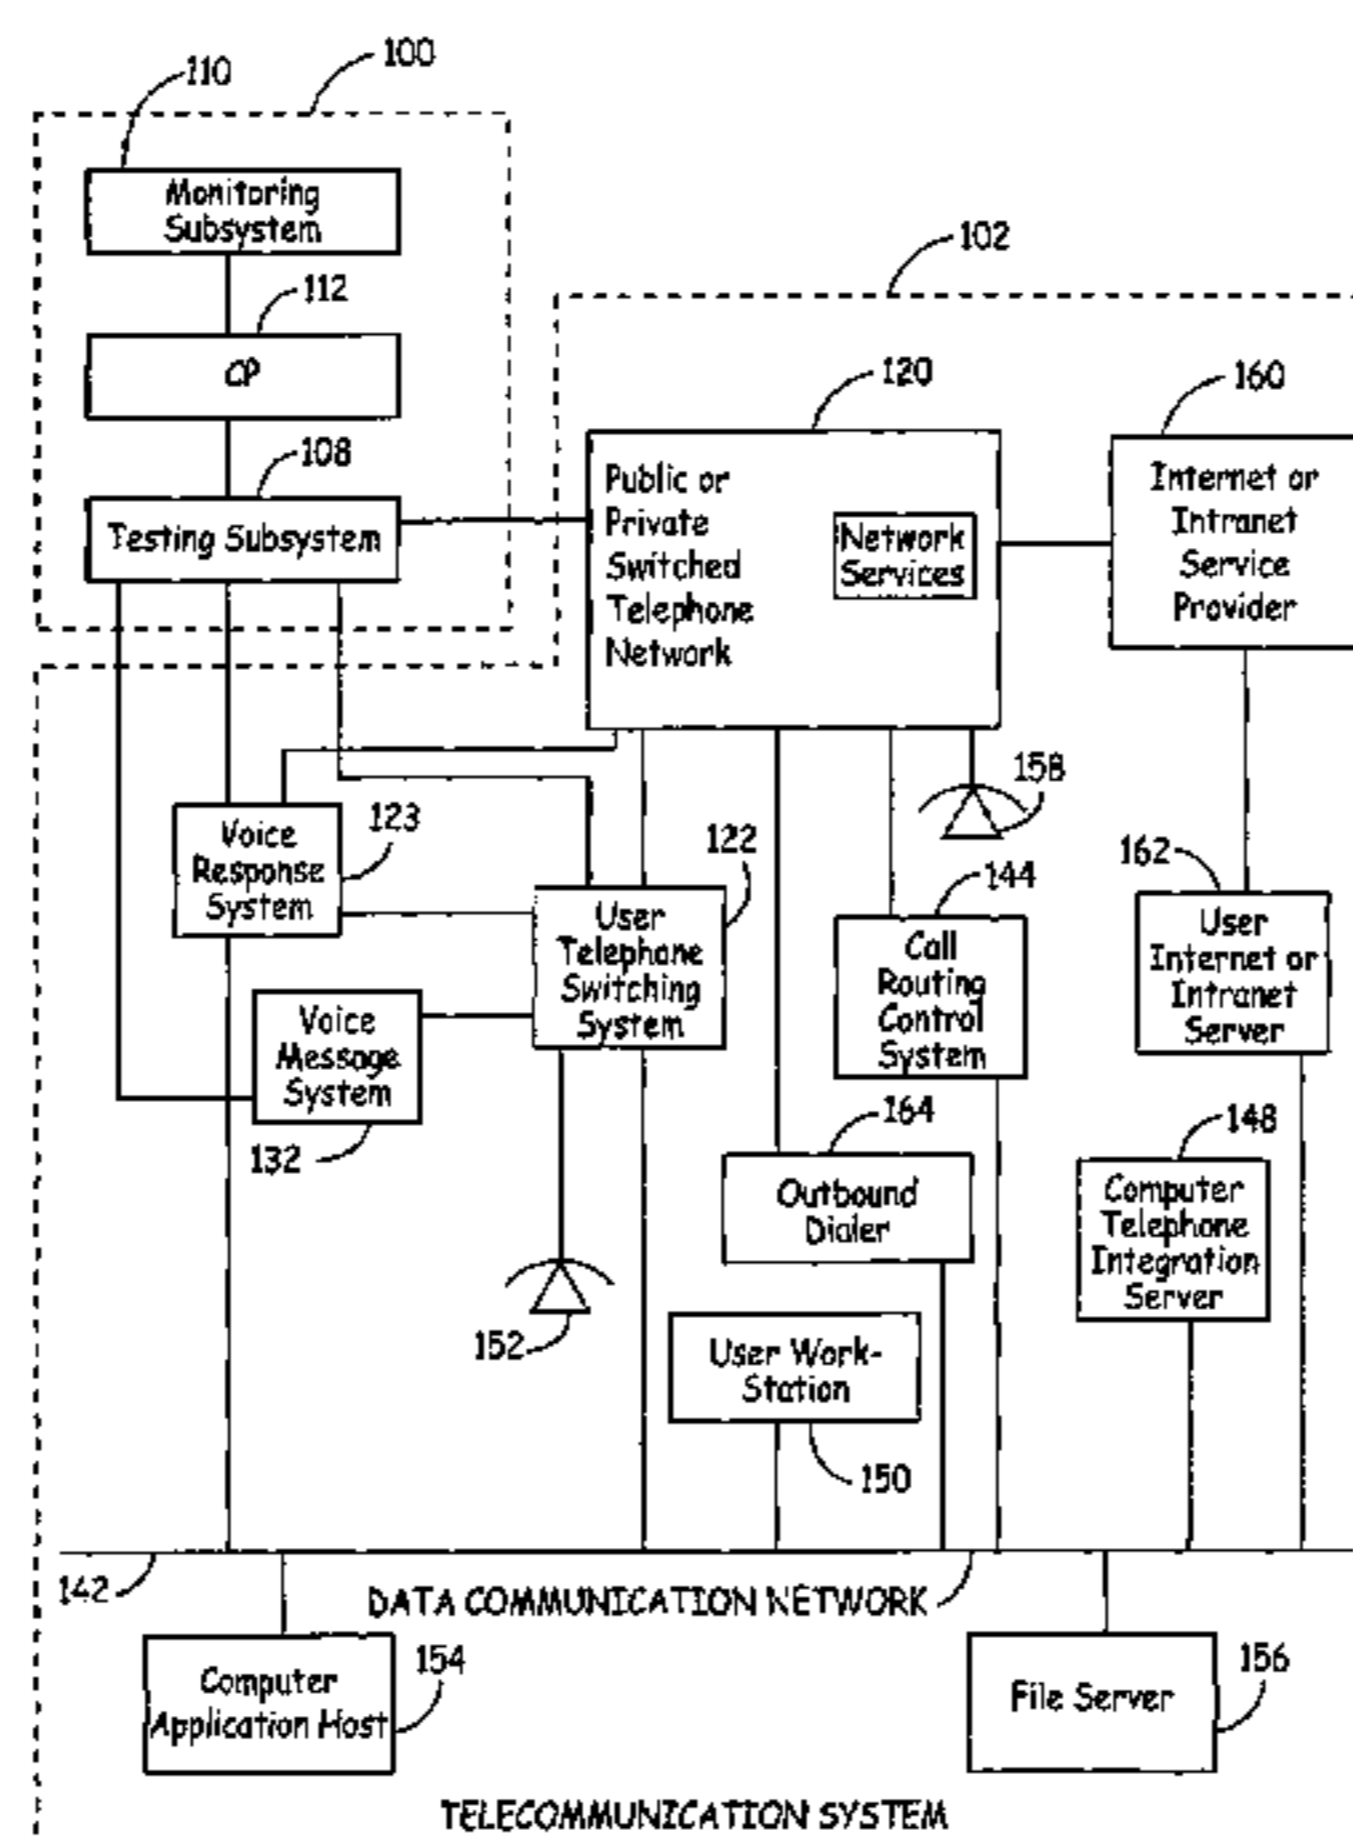 100
110
Monitoring
Subsystem
102
112
CP
120
160
108
Testing Subsystem
Public or
Private
Switched
Telephone
Network
Network
Services
Internet or
Intranet
Service
Provider
158
123
Voice
Response
System
122
162
144
User
Telephone
Switching
System
Call
Routing
Control
System
User
Internet or
Intranet
Server
Voice
Message
System
132
164
148
Outbound
Dialer
Computer
Telephone
Integration
Server
152
User Work-
Station
150
142
DATA COMMUNICATION NETWORK
154
Computer
Application Host
156
File Server
TELECOMMUNICATION SYSTEM